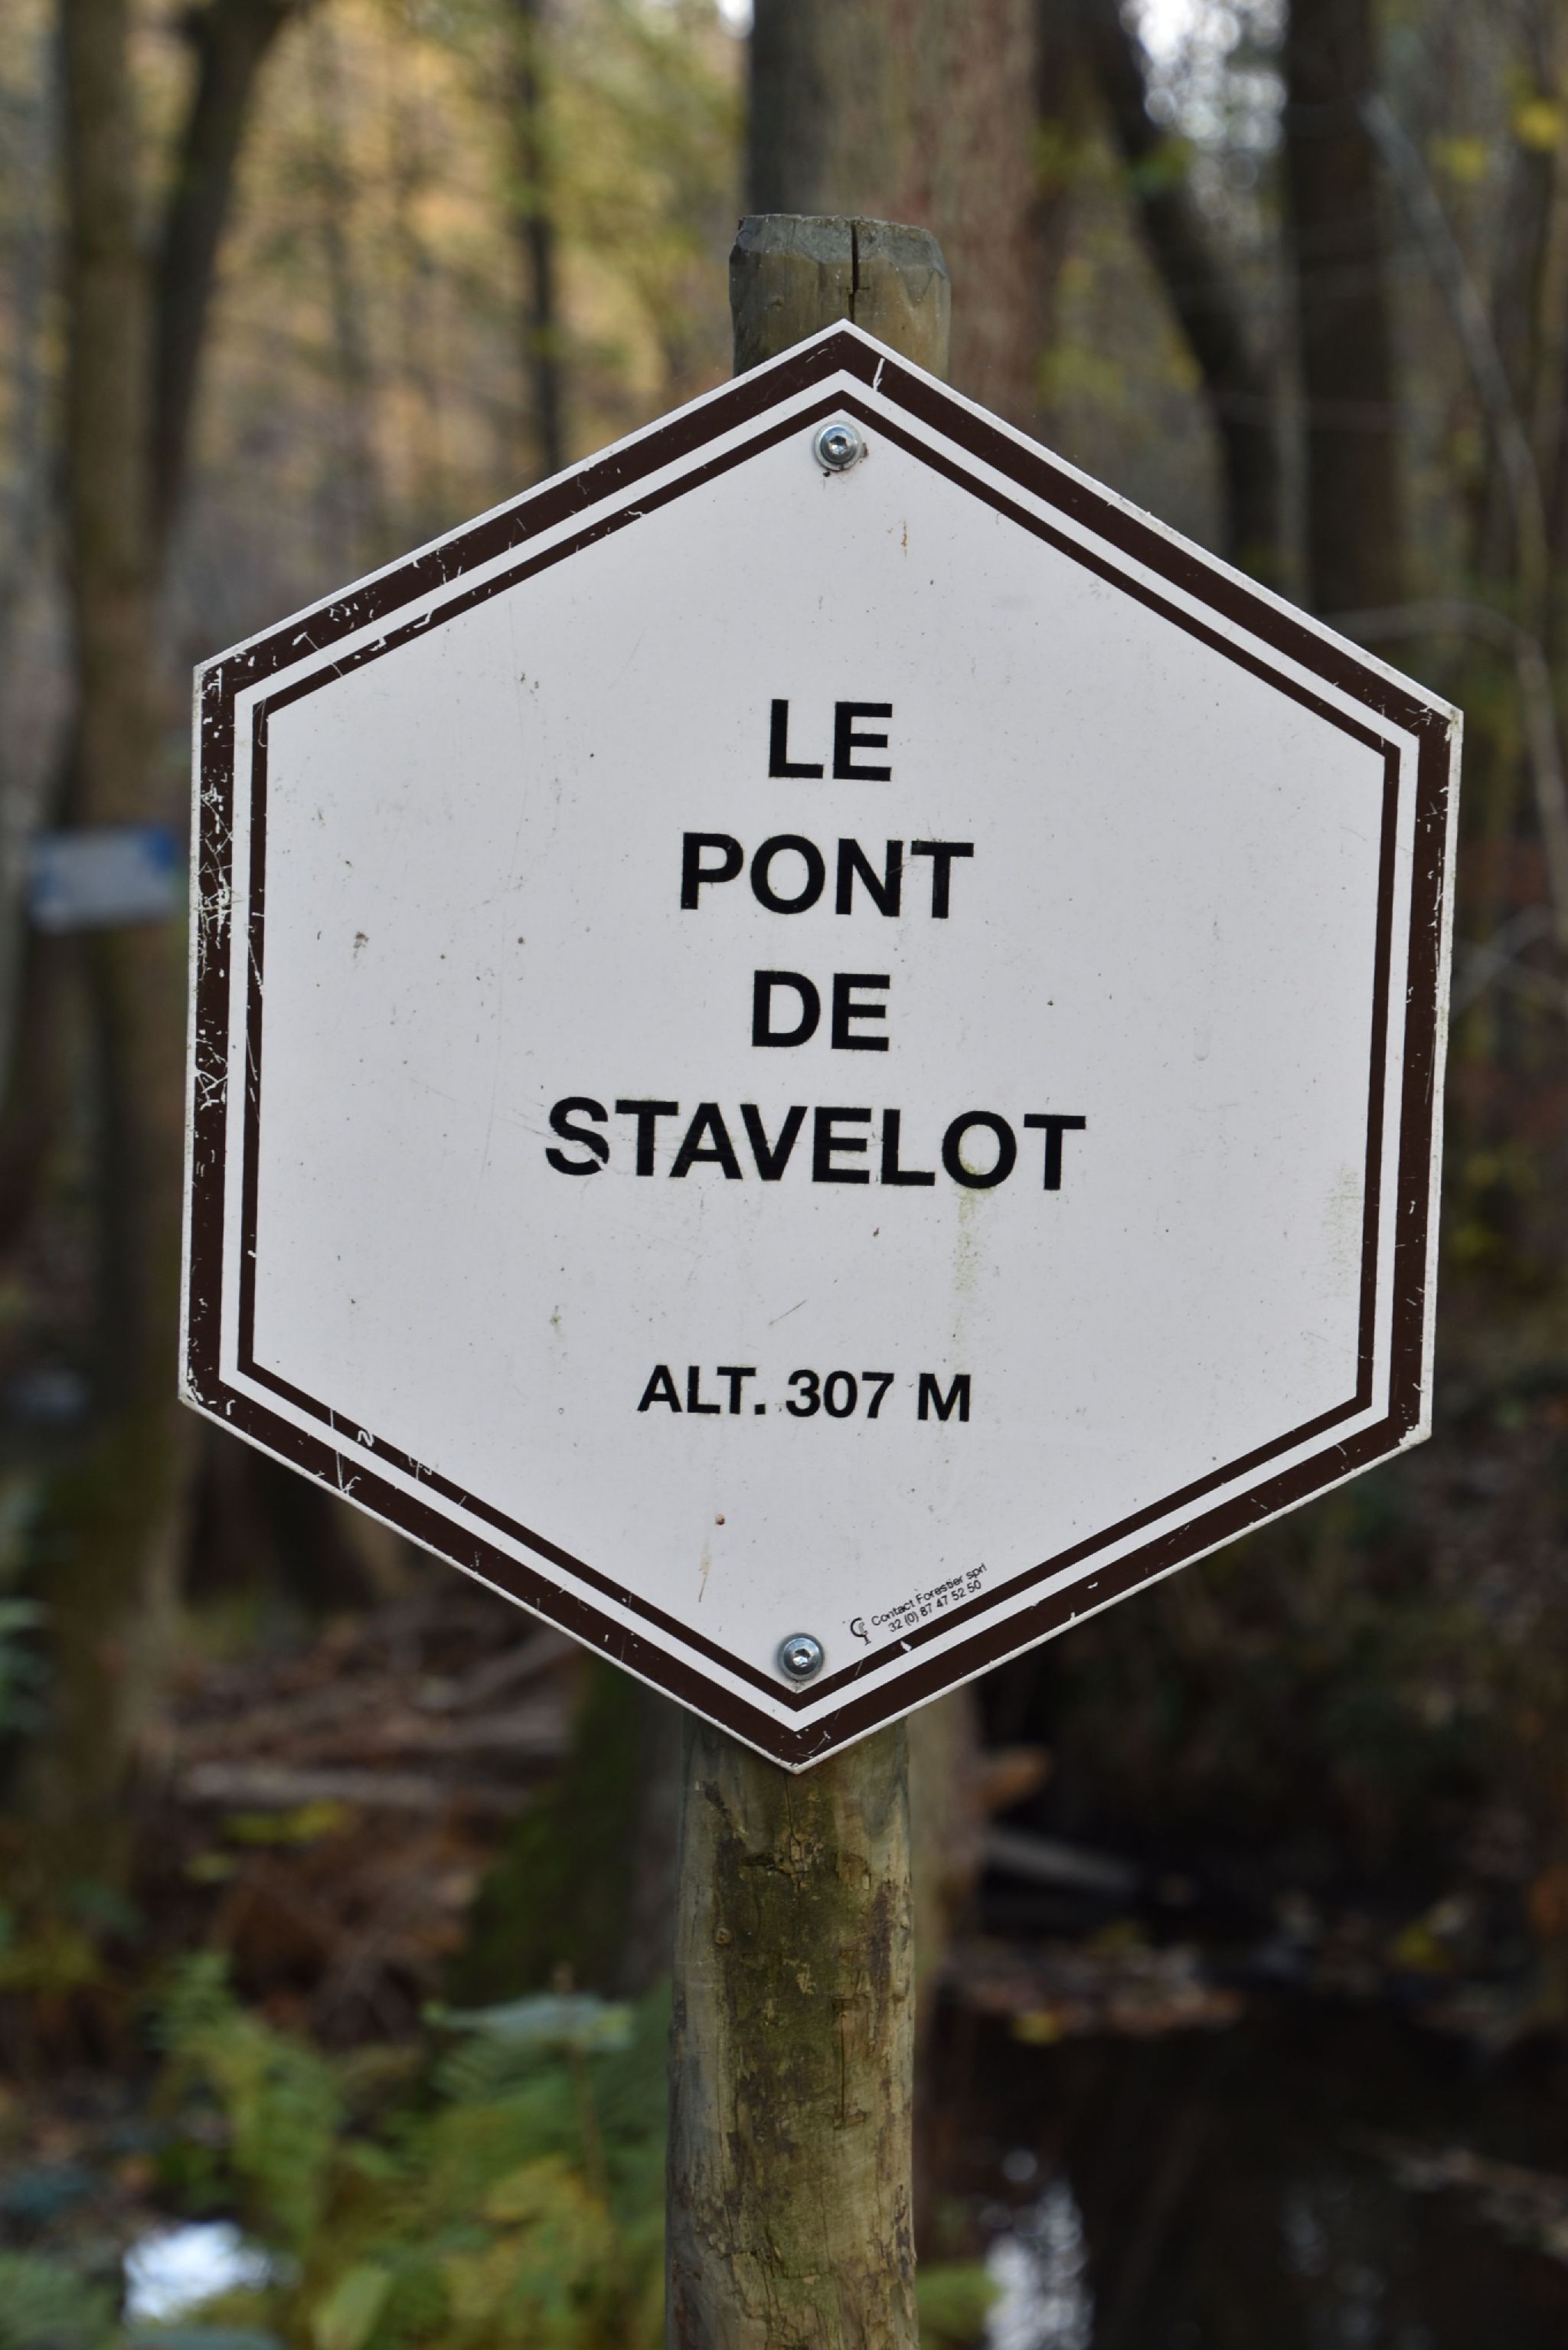 LE
PONT
DE
STAVELOT
ALT. 307 M
Contact Forestier sprl
32 (0) 87 47 52 50